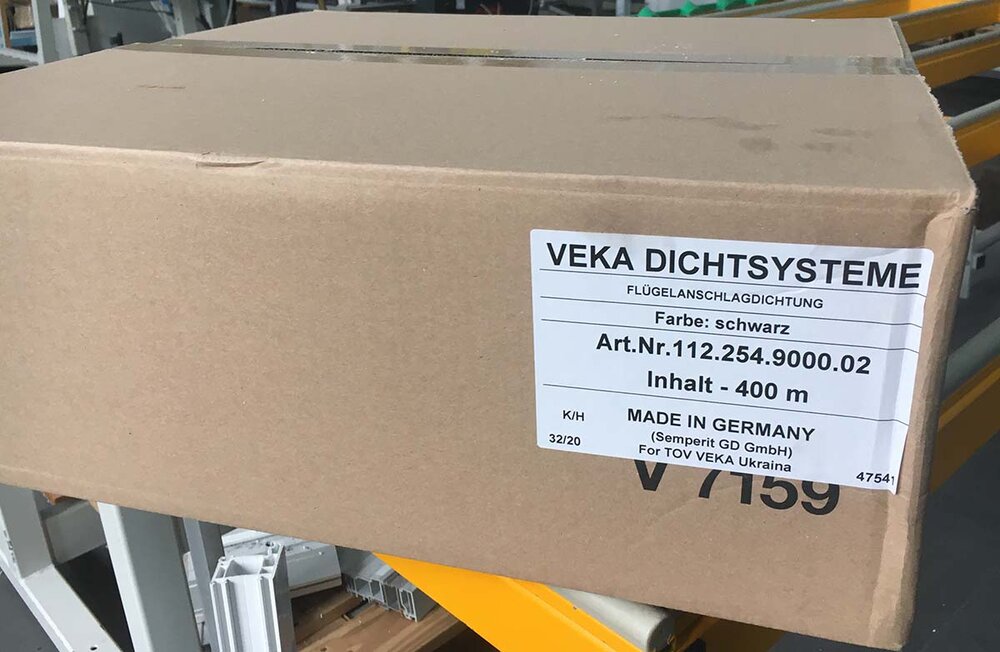 VEKA DICHTSYSTEME
FLÜGELANSCHLAGDICHTUNG
Farbe: schwarz
Art.Nr.112.254.9000.02
Inhalt - 400 m
K/H
MADE IN GERMANY
(Semperit GD GmbH)
32/20
For TOV VEKA Ukraina
47541
V 7159